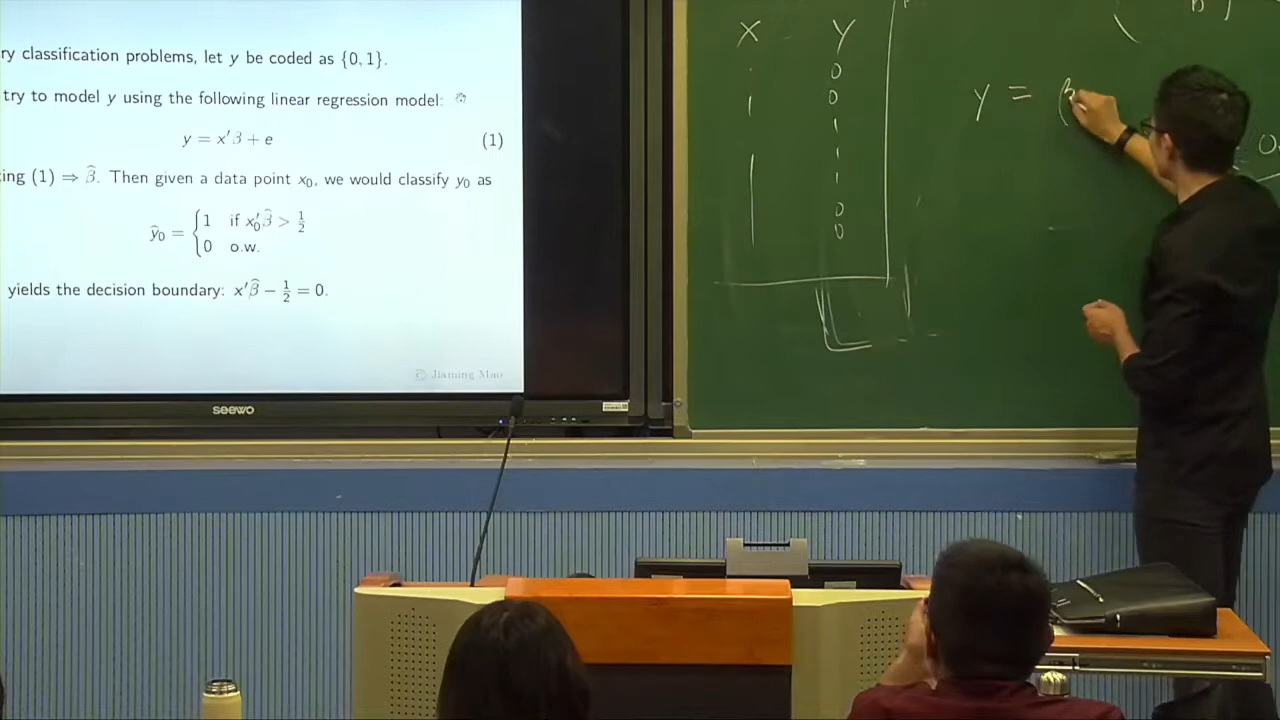 ry classification problems, let y be coded as {0, 1}.
try to model y using the following linear regression model:
y = x′β + e (1)
ing (1) ⇒ β̂. Then given a data point x₀, we would classify y₀ as
ŷ₀ = { 1 if x₀′β̂ > 1/2
0 o.w.
yields the decision boundary: x′β̂ − 1/2 = 0.
Jiaming Mao
seewo
X Y
0
0
1
1
1
0
0
y = β